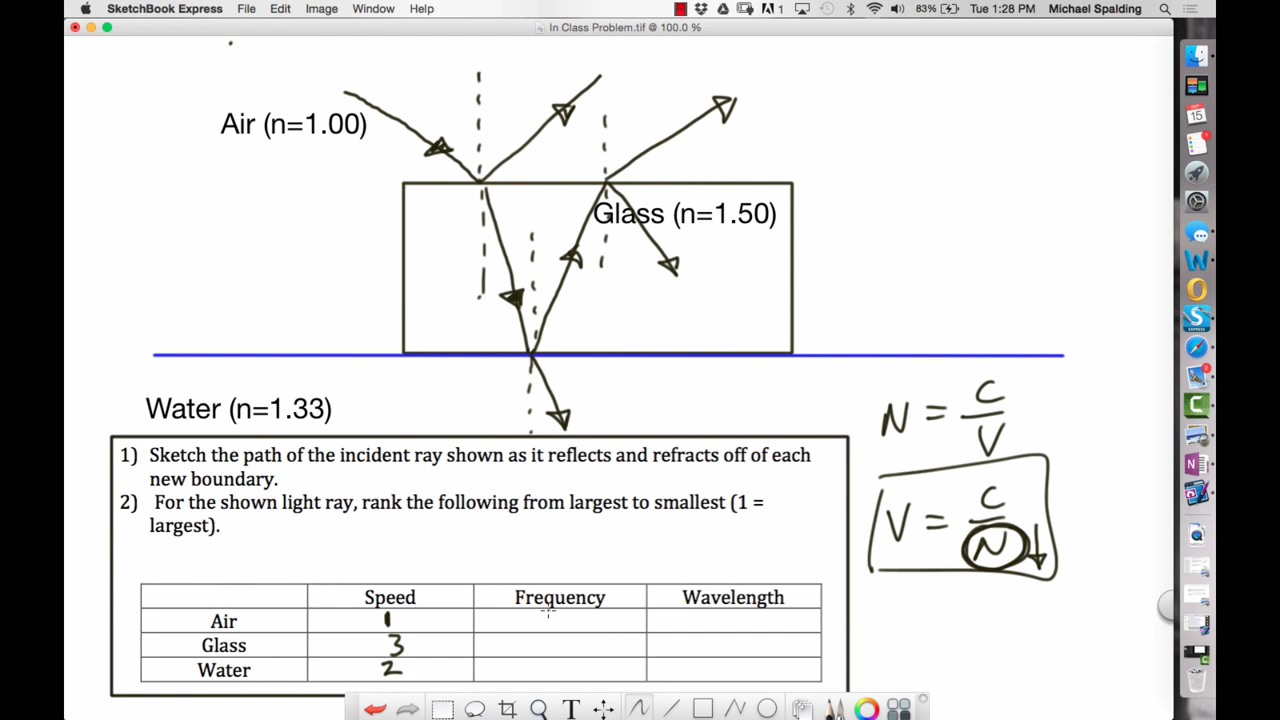 SketchBook Express File Edit Image Window Help 1 83% Tue 1:28 PM Michael Spalding
In Class Problem.tif @ 100.0 %
Air (n=1.00)
Glass (n=1.50)
Water (n=1.33)
N = C / V
V = C / N
1) Sketch the path of the incident ray shown as it reflects and refracts off of each
new boundary.
2) For the shown light ray, rank the following from largest to smallest (1 =
largest).
Speed Frequency Wavelength
Air 1
Glass 3
Water 2